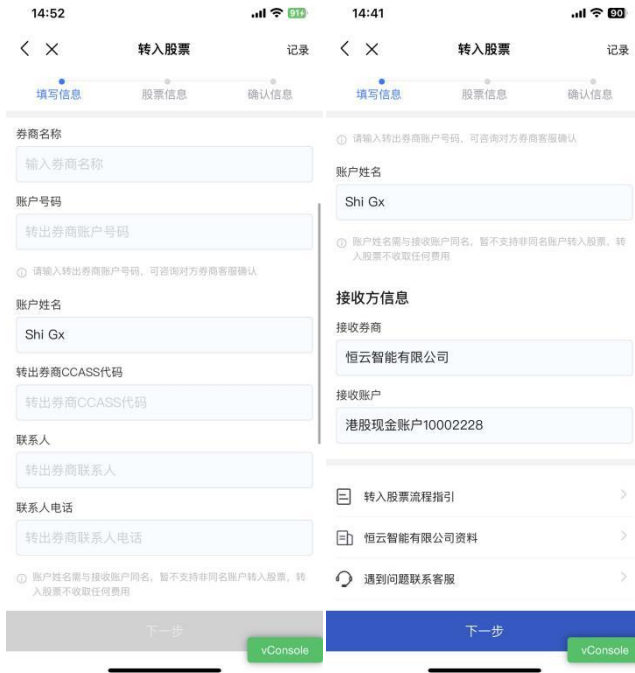 14:52
91+
转入股票
记录
填写信息
股票信息
确认信息
券商名称
输入券商名称
账户号码
转出券商账户号码
请输入转出券商账户号码，可咨询对方券商客服确认
账户姓名
Shi Gx
转出券商CCASS代码
转出券商CCASS代码
联系人
转出券商联系人
联系人电话
转出券商联系人电话
账户姓名需与接收账户同名，暂不支持非同名账户转入股票，转
入股票不收取任何费用
下一步
vConsole
14:41
90
转入股票
记录
填写信息
股票信息
确认信息
请输入转出券商账户号码，可咨询对方券商客服确认
账户姓名
Shi Gx
账户姓名需与接收账户同名，暂不支持非同名账户转入股票，转
入股票不收取任何费用
接收方信息
接收券商
恒云智能有限公司
接收账户
港股现金账户10002228
转入股票流程指引
恒云智能有限公司资料
遇到问题联系客服
下一步
vConsole